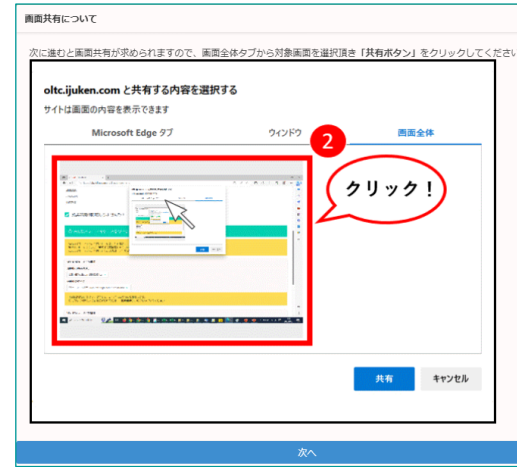 画面共有について
次に進むと画面共有が求められますので、画面全体タブから対象画面を選択頂き「共有ボタン」をクリックしてください
oltc.ijuken.com と共有する内容を選択する
サイトは画面の内容を表示できます
Microsoft Edge タブ
ウィンドウ
画面全体
2
クリック！
共有
キャンセル
次へ